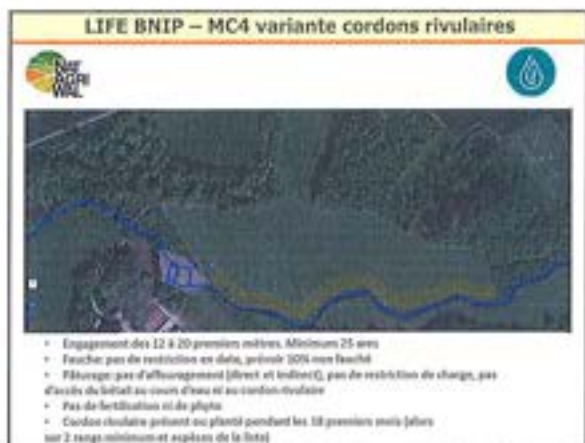 LIFE BNIP – MC4 variante cordons rivulaires
NAT
AGRI
WAL
• Engagement des 12 à 20 premiers mètres. Minimum 25 ares
• Fauche: pas de restriction en date, prévoir 10% non fauché
• Pâturage: pas d'affouragement (direct et indirect), pas de restriction de charge, pas
d'accès du bétail au cours d'eau ni au cordon rivulaire
• Pas de fertilisation ni de phyto
• Cordon rivulaire présent ou planté pendant les 18 premiers mois (alors
sur 2 rangs minimum et espèces de la liste)